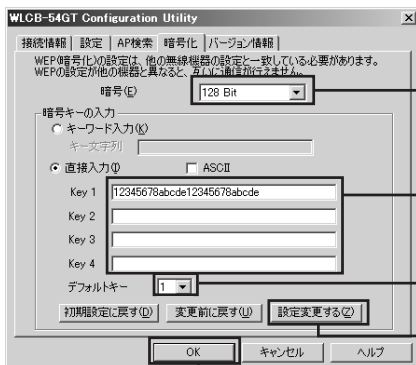 WLCB-54GT Configuration Utility
接続情報 設定 AP検索 暗号化 バージョン情報
WEP(暗号化)の設定は、他の無線機器の設定と一致している必要があります。
WEPの設定が他の機器と異なると、互いに通信が行えません。
暗号(E) 128 Bit
暗号キーの入力
キーワード入力(K)
キー文字列
直接入力(I) ASCII
Key 1 12345678abcde12345678abcde
Key 2
Key 3
Key 4
デフォルトキー 1
初期設定に戻す(D) 変更前に戻す(U) 設定変更する(Z)
OK キャンセル ヘルプ